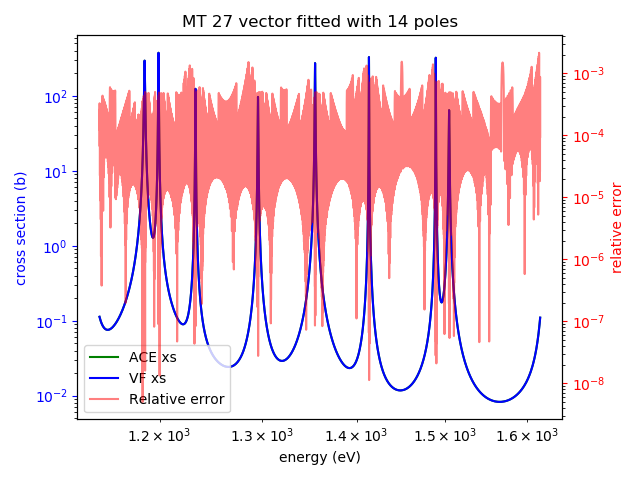 MT 27 vector fitted with 14 poles
10²
10¹
10⁰
10⁻¹
10⁻²
cross section (b)
10⁻³
10⁻⁴
10⁻⁵
10⁻⁶
10⁻⁷
10⁻⁸
relative error
ACE xs
VF xs
Relative error
1.2 × 10³ 1.3 × 10³ 1.4 × 10³ 1.5 × 10³ 1.6 × 10³
energy (eV)